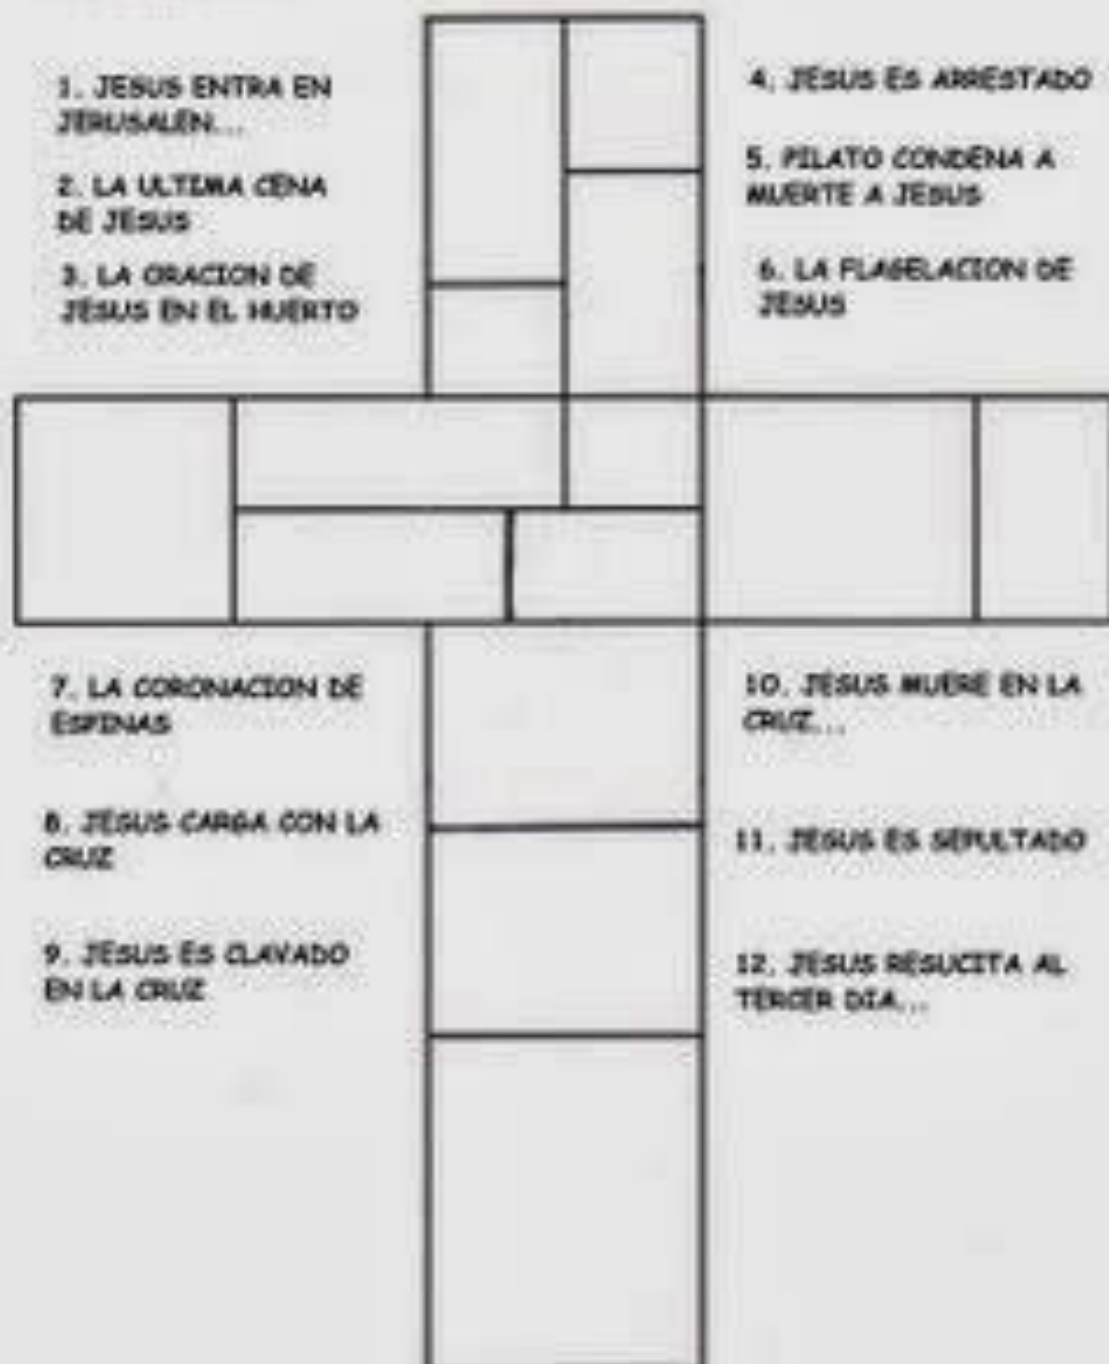 1. JESUS ENTRA EN
JERUSALÉN...
2. LA ULTIMA CENA
DE JESUS
3. LA ORACION DE
JESUS EN EL HUERTO
4. JESUS ES ARRESTADO
5. PILATO CONDENA A
MUERTE A JESUS
6. LA FLAGELACION DE
JESUS
7. LA CORONACION DE
ESPINAS
8. JESUS CARGA CON LA
CRUZ
9. JESUS ES CLAVADO
EN LA CRUZ
10. JESUS MUERE EN LA
CRUZ...
11. JESUS ES SEPULTADO
12. JESUS RESUCITA AL
TERCER DIA...